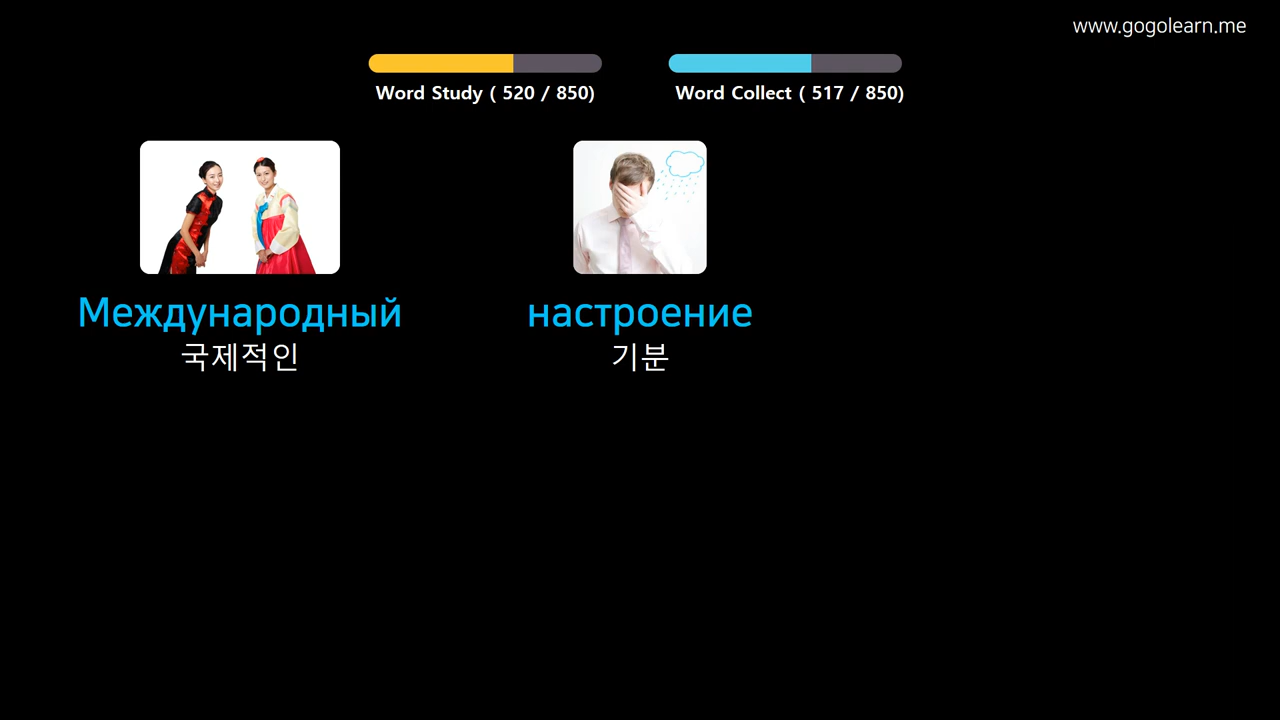 www.gogolearn.me
Word Study ( 520 / 850)
Word Collect ( 517 / 850)
Международный
국제적인
настроение
기분